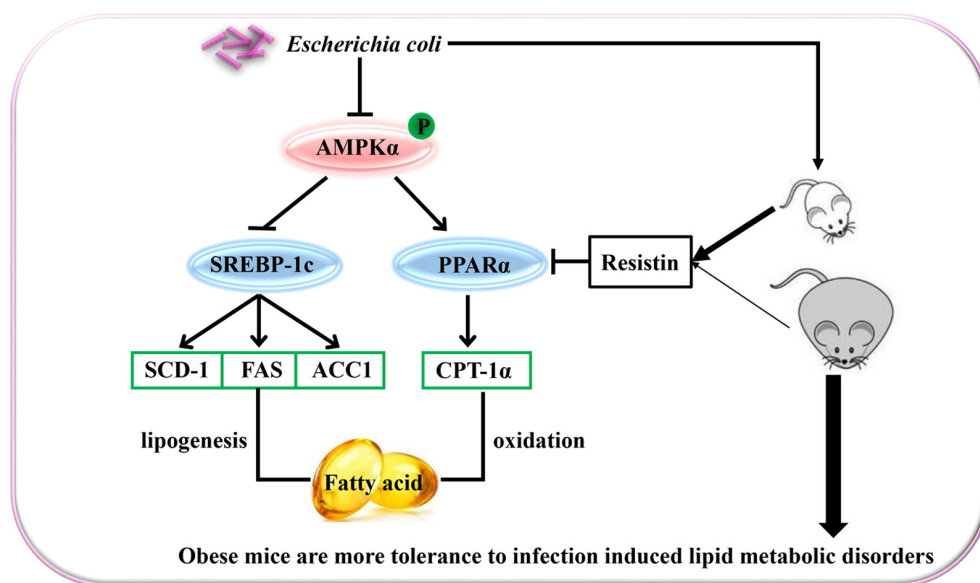 Escherichia coli
P
AMPKα
SREBP-1c
PPARα
Resistin
SCD-1 FAS ACC1
CPT-1α
lipogenesis
oxidation
Fatty acid
Obese mice are more tolerance to infection induced lipid metabolic disorders